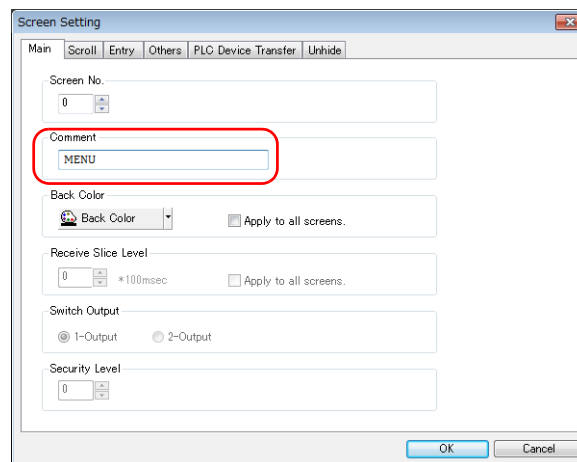 Screen Setting
Main Scroll Entry Others PLC Device Transfer Unhide
Screen No.
0
Comment
MENU
Back Color
Back Color Apply to all screens.
Receive Slice Level
0 *100msec Apply to all screens.
Switch Output
1-Output 2-Output
Security Level
0
OK Cancel